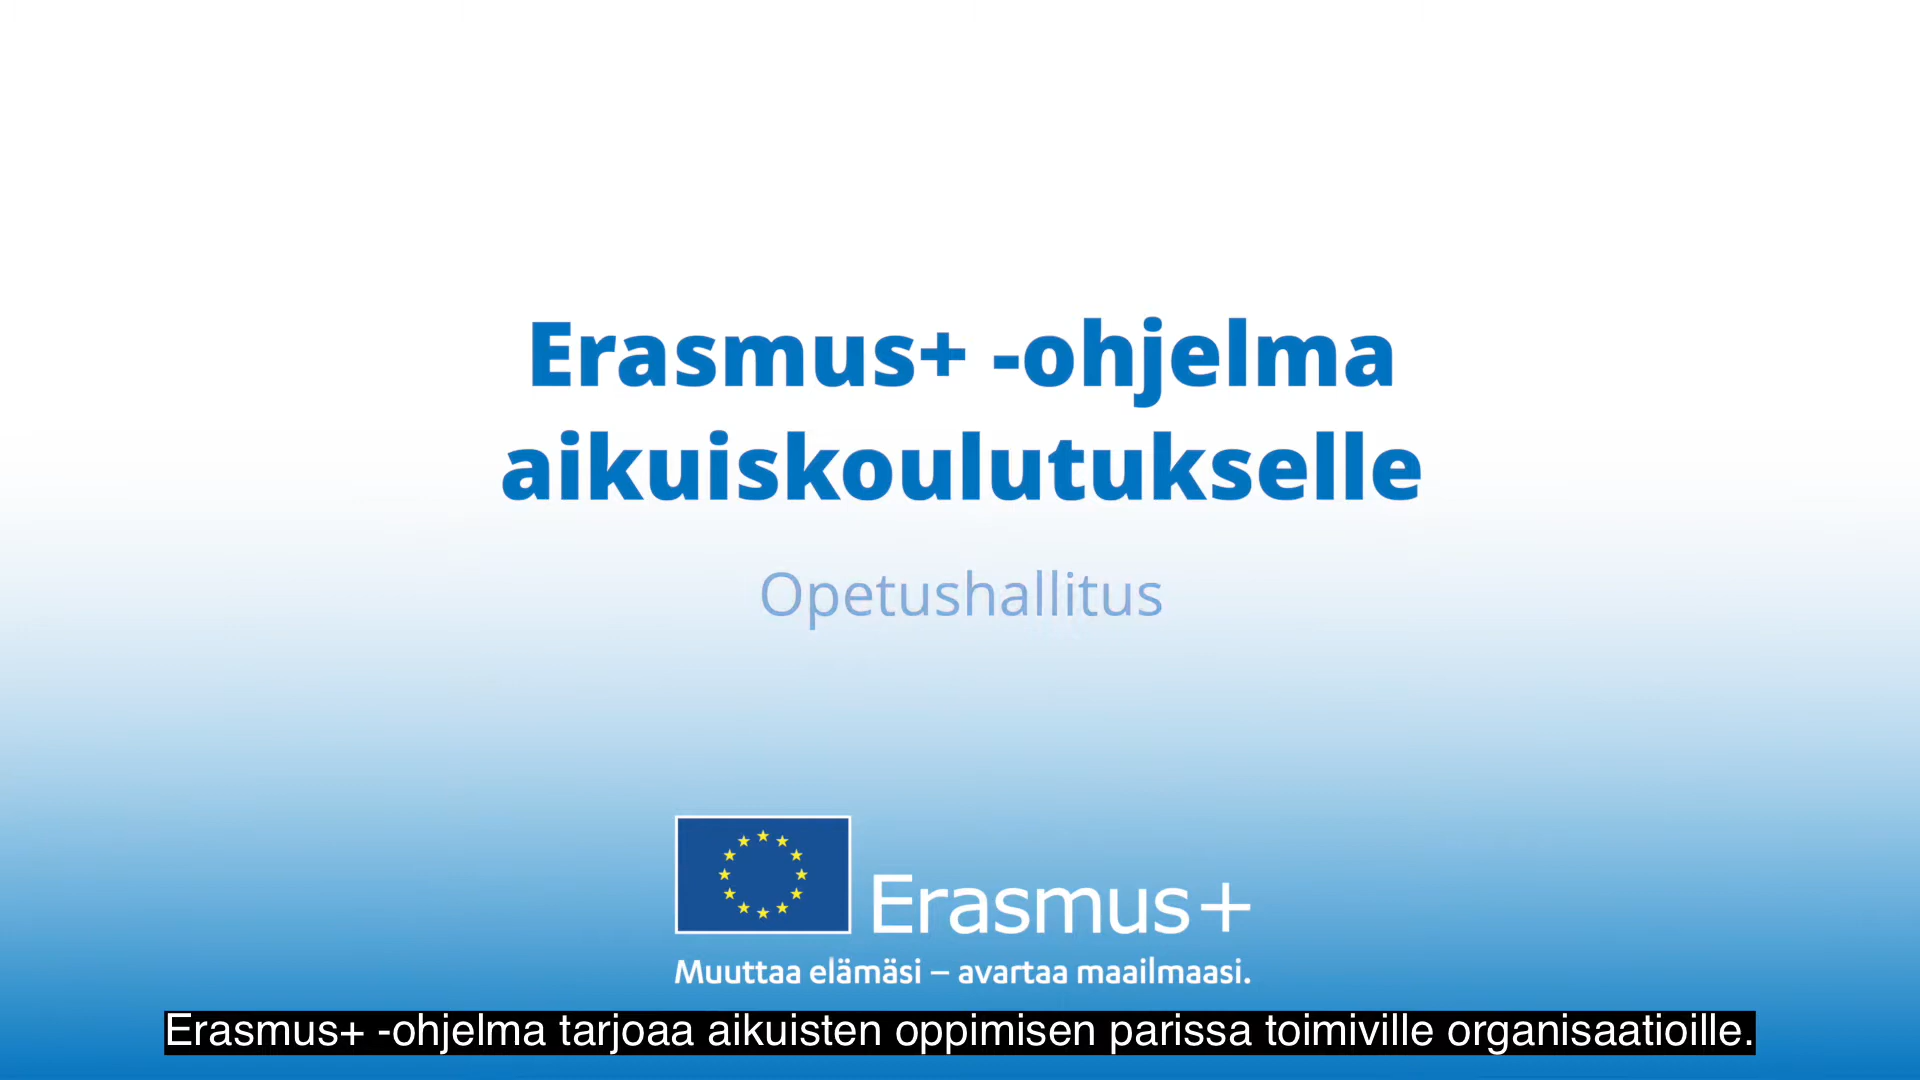 Erasmus+ -ohjelma
aikuiskoulutukselle
Opetushallitus
Erasmus+
Muuttaa elämäsi – avartaa maailmaasi.
Erasmus+ -ohjelma tarjoaa aikuisten oppimisen parissa toimiville organisaatioille.